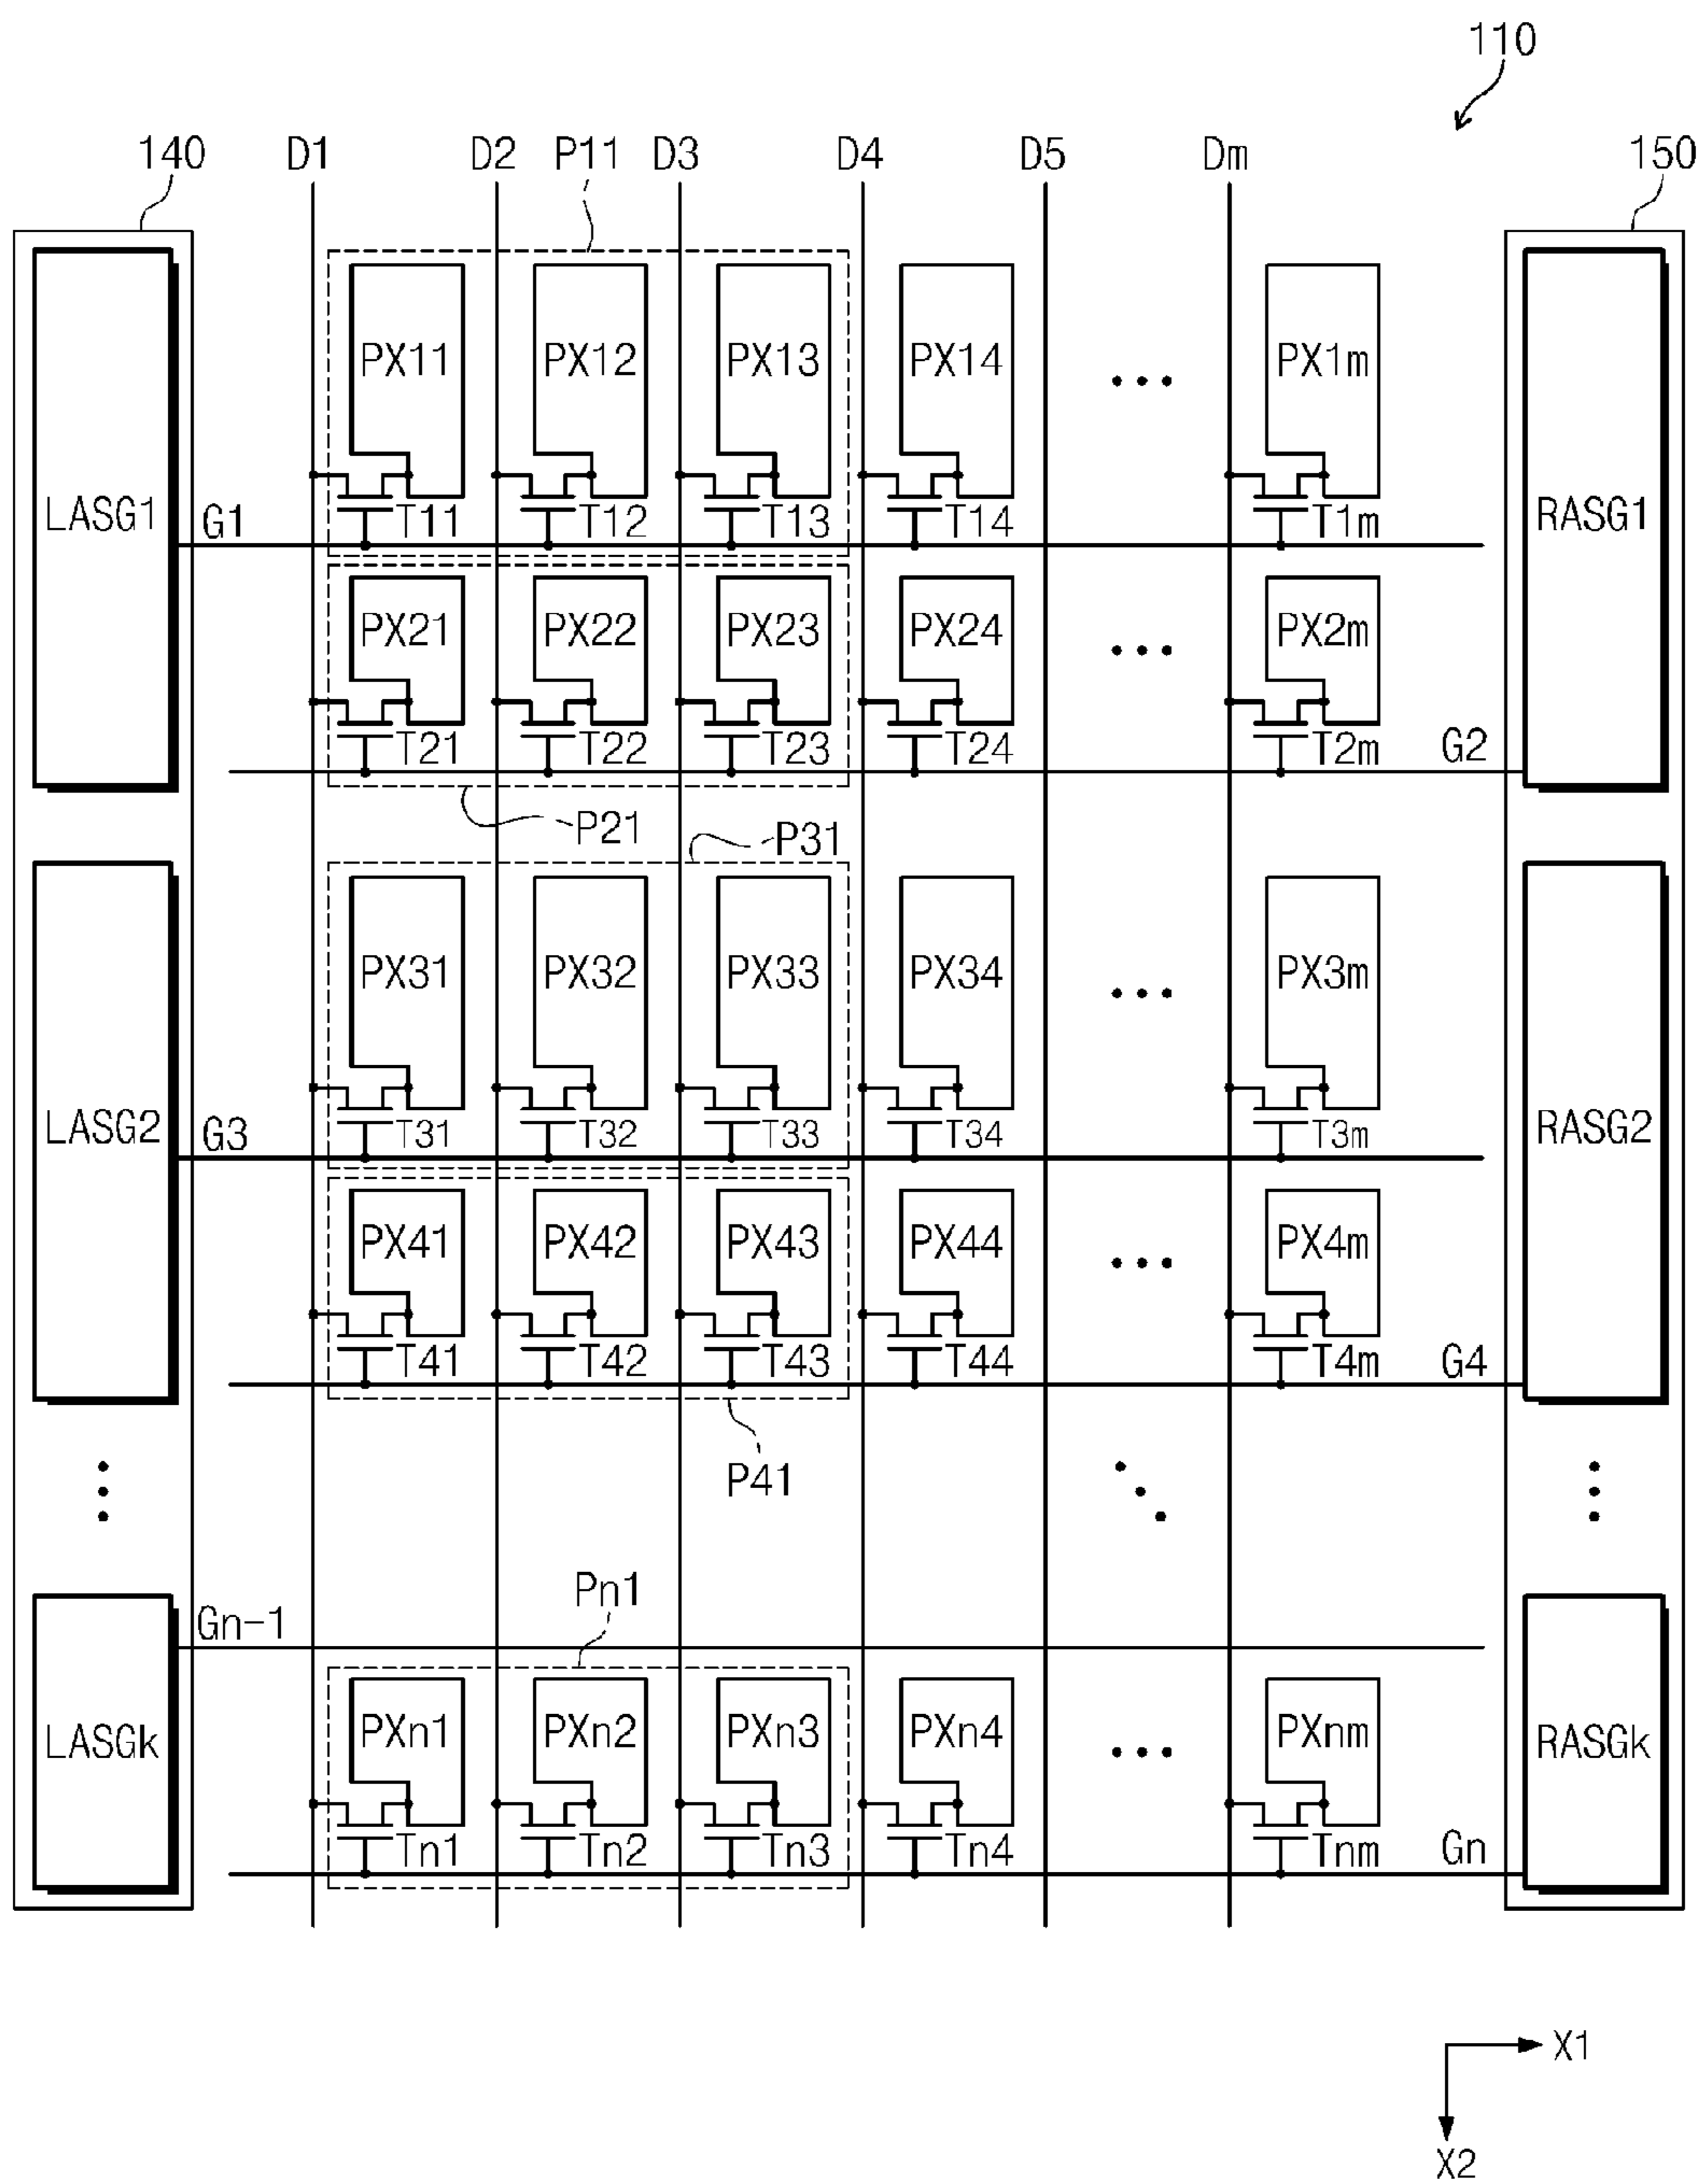 110
140 D1 D2 P11 D3 D4 D5 Dm 150
PX11 PX12 PX13 PX14 PX1m
LASG1 G1 T11 T12 T13 T14 T1m RASG1
PX21 PX22 PX23 PX24 PX2m
T21 T22 T23 T24 T2m G2
P21 P31
PX31 PX32 PX33 PX34 PX3m
LASG2 G3 T31 T32 T33 T34 T3m RASG2
PX41 PX42 PX43 PX44 PX4m
T41 T42 T43 T44 T4m G4
P41
Pn1
Gn-1
LASGk PXn1 PXn2 PXn3 PXn4 PXnm RASGk
Tn1 Tn2 Tn3 Tn4 Tnm Gn
X1
X2